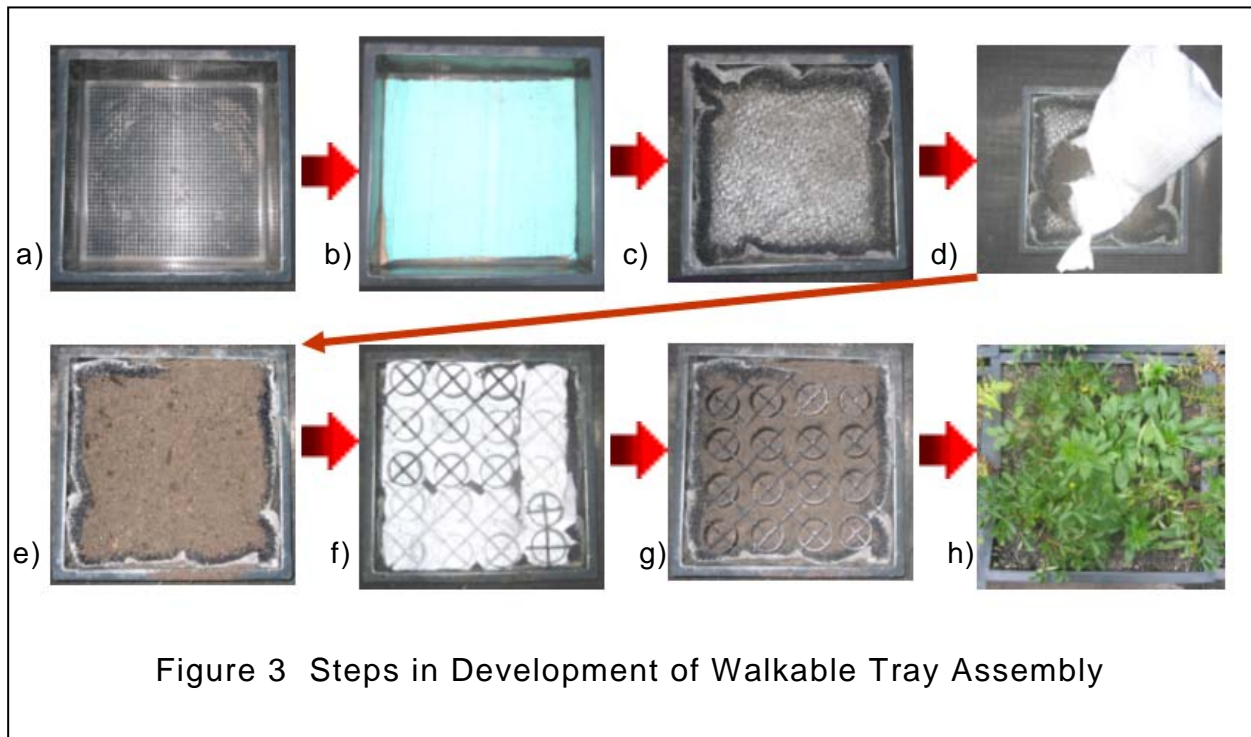 a)
b)
c)
d)
e)
f)
g)
h)
Figure 3 Steps in Development of Walkable Tray Assembly